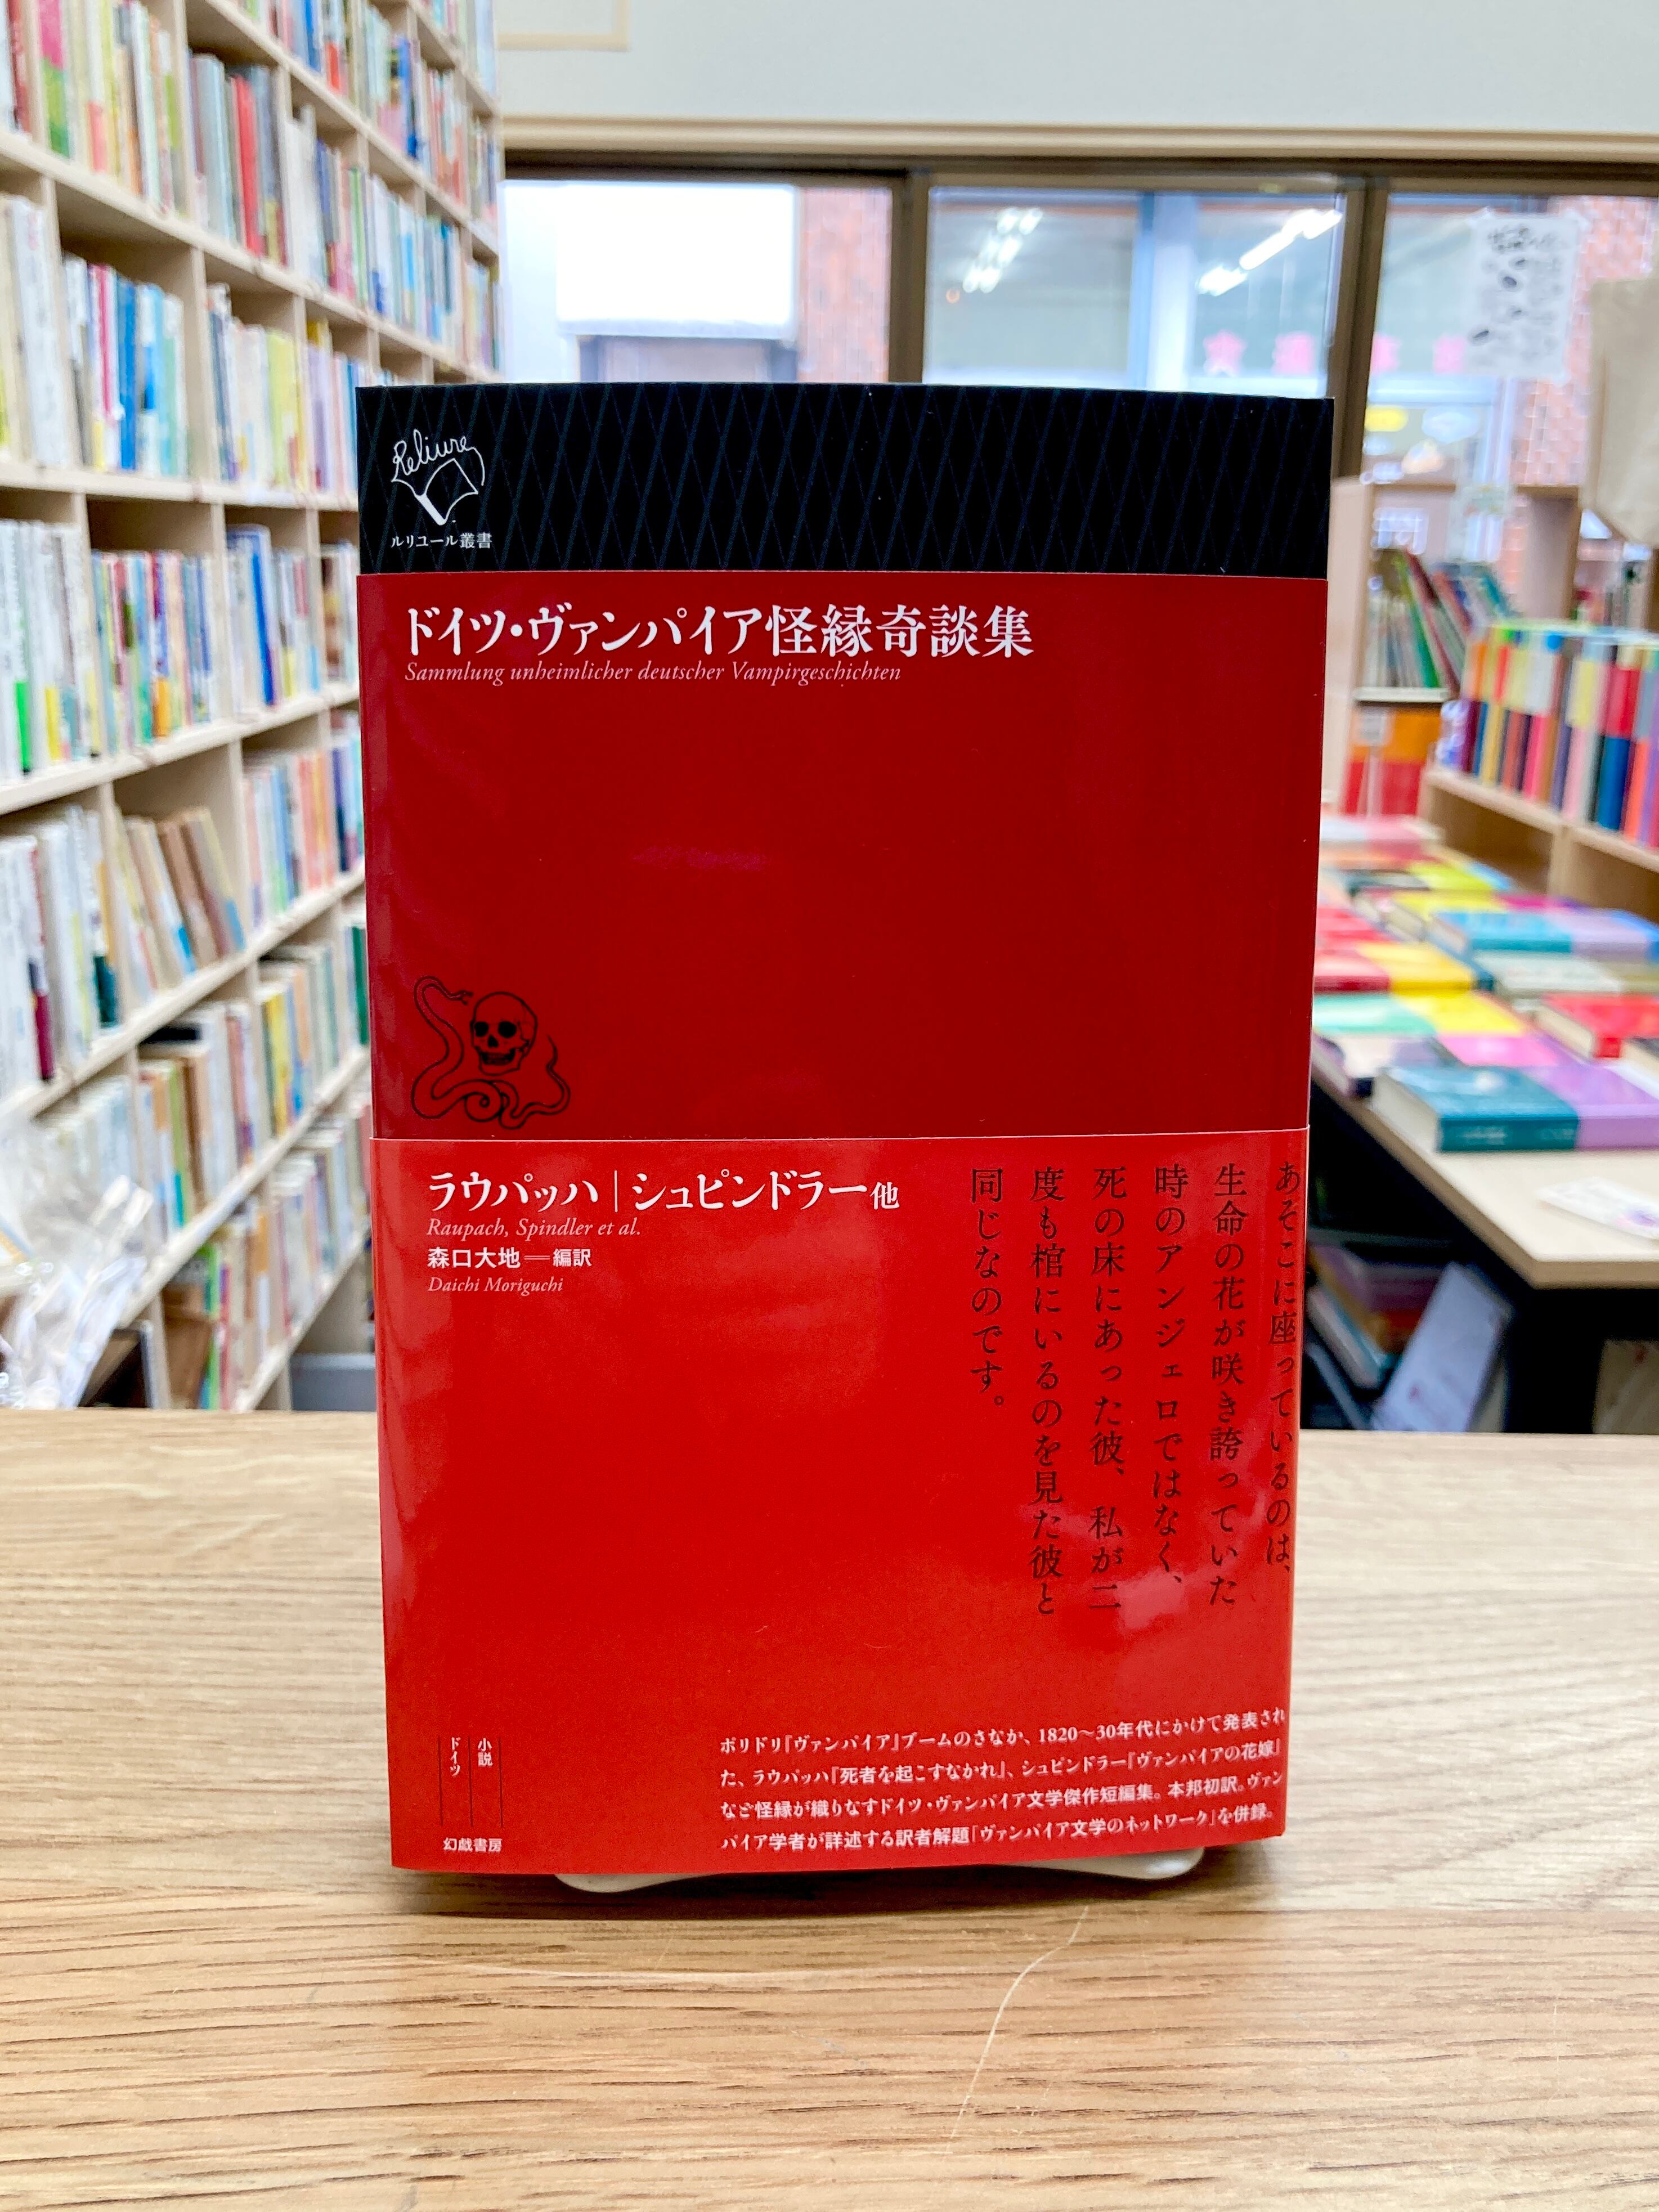 Reliure
ルリユール叢書
ドイツ・ヴァンパイア怪縁奇談集
Sammlung unheimlicher deutscher Vampirgeschichten
ラウパッハ|シュピンドラー他
Raupach, Spindler et al.
森口大地＝編訳
Daichi Moriguchi
あそこに座っているのは、
生命の花が咲き誇っていた
時のアンジェロではなく、
死の床にあった彼、私が二
度も棺にいるのを見た彼と
同じなのです。
小説
ドイツ
幻戯書房
ポリドリ『ヴァンパイア』ブームのさなか、1820〜30年代にかけて発表され
た、ラウパッハ『死者を起こすなかれ』、シュピンドラー『ヴァンパイアの花嫁』
など怪縁が織りなすドイツ・ヴァンパイア文学傑作短編集。本邦初訳。ヴァン
パイア学者が詳述する訳者解題「ヴァンパイア文学のネットワーク」を併録。